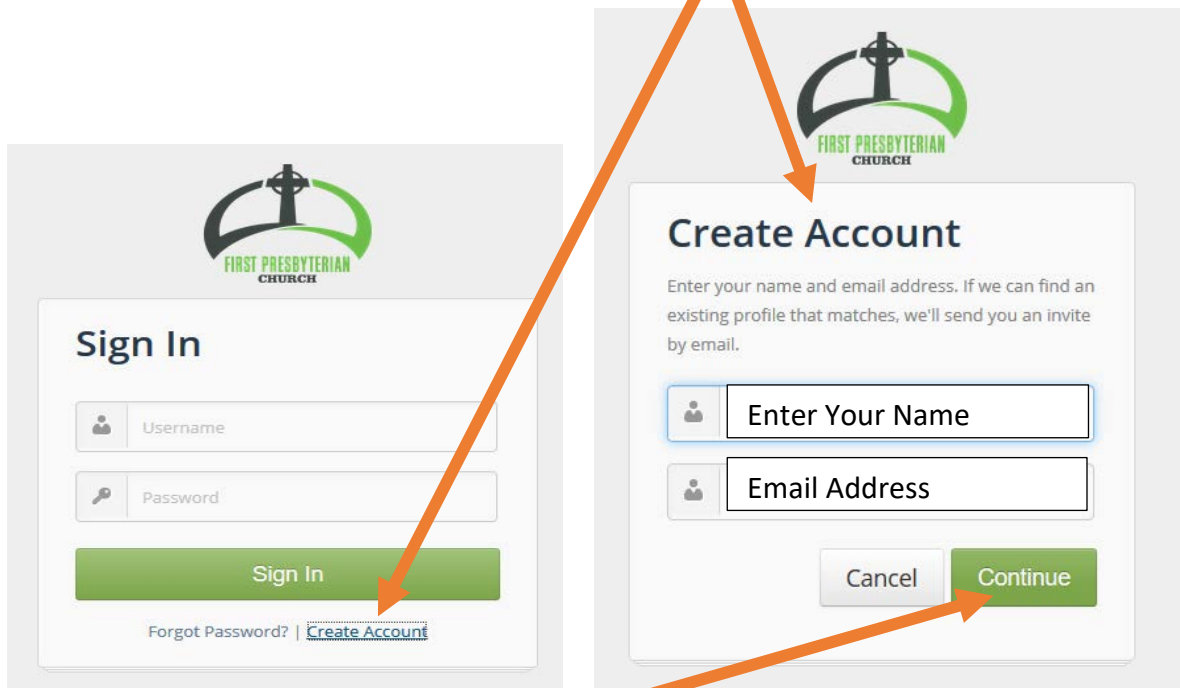 FIRST PRESBYTERIAN
CHURCH
Sign In
Username
Password
Sign In
Forgot Password? | Create Account
FIRST PRESBYTERIAN
CHURCH
Create Account
Enter your name and email address. If we can find an
existing profile that matches, we'll send you an invite
by email.
Enter Your Name
Email Address
Cancel
Continue